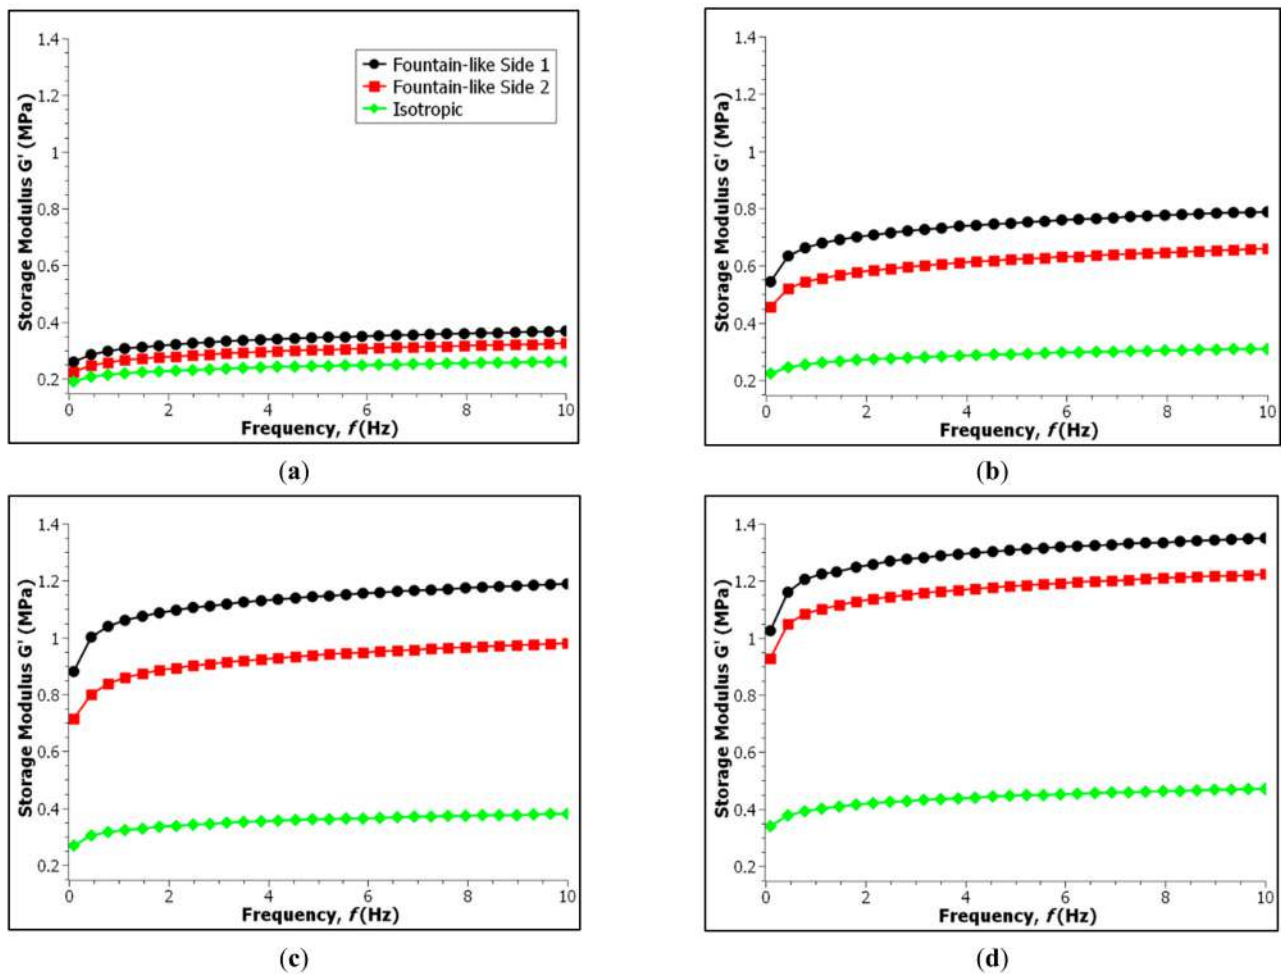 1.4
1.2
1
0.8
0.6
0.4
0.2
Storage Modulus G' (MPa)
Fountain-like Side 1
Fountain-like Side 2
Isotropic
0 2 4 6 8 10
Frequency, f (Hz)
(a)
1.4
1.2
1
0.8
0.6
0.4
0.2
Storage Modulus G' (MPa)
0 2 4 6 8 10
Frequency, f (Hz)
(b)
1.4
1.2
1
0.8
0.6
0.4
0.2
Storage Modulus G' (MPa)
0 2 4 6 8 10
Frequency, f (Hz)
(c)
1.4
1.2
1
0.8
0.6
0.4
0.2
Storage Modulus G' (MPa)
0 2 4 6 8 10
Frequency, f (Hz)
(d)